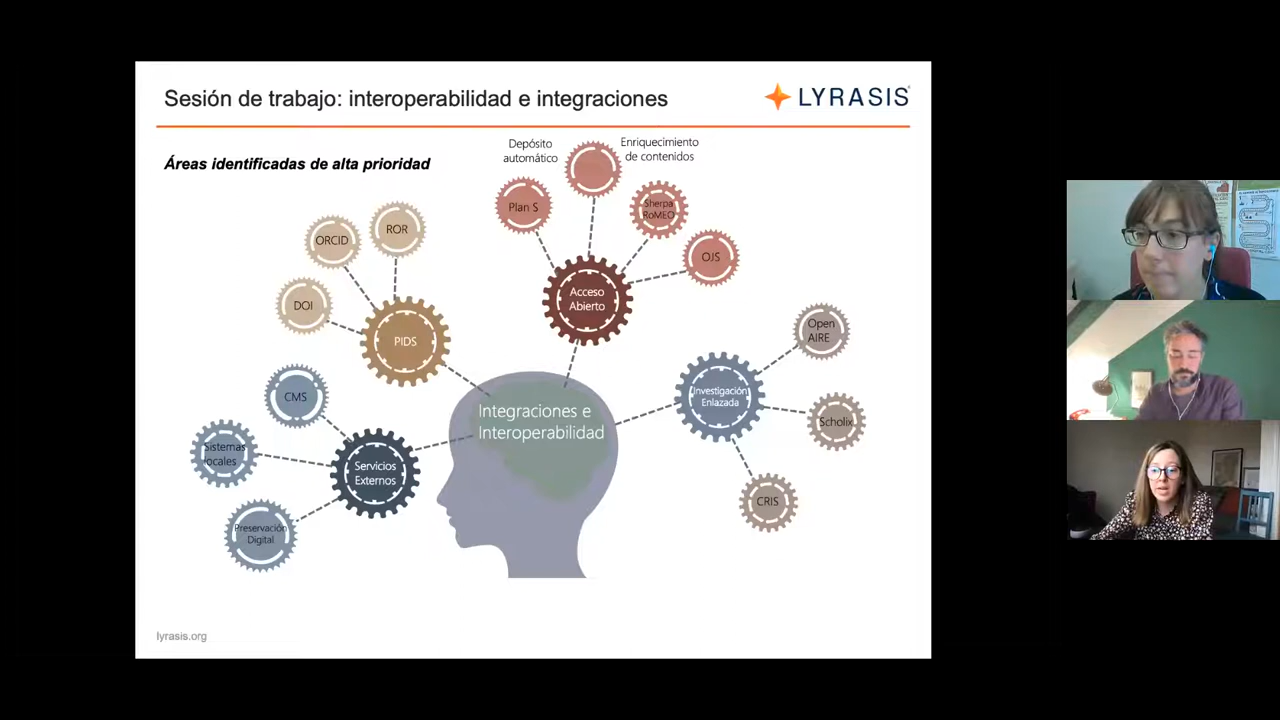 Sesión de trabajo: interoperabilidad e integraciones
LYRASIS
Áreas identificadas de alta prioridad
Depósito
automático
Enriquecimiento
de contenidos
Plan S
Sherpa
RoMEO
OJS
Acceso
Abierto
ORCID
ROR
DOI
PIDS
CMS
Sistemas
locales
Servicios
Externos
Preservación
Digital
Integraciones e
Interoperabilidad
Investigación
Enlazada
Open
AIRE
Scholix
CRIS
lyrasis.org